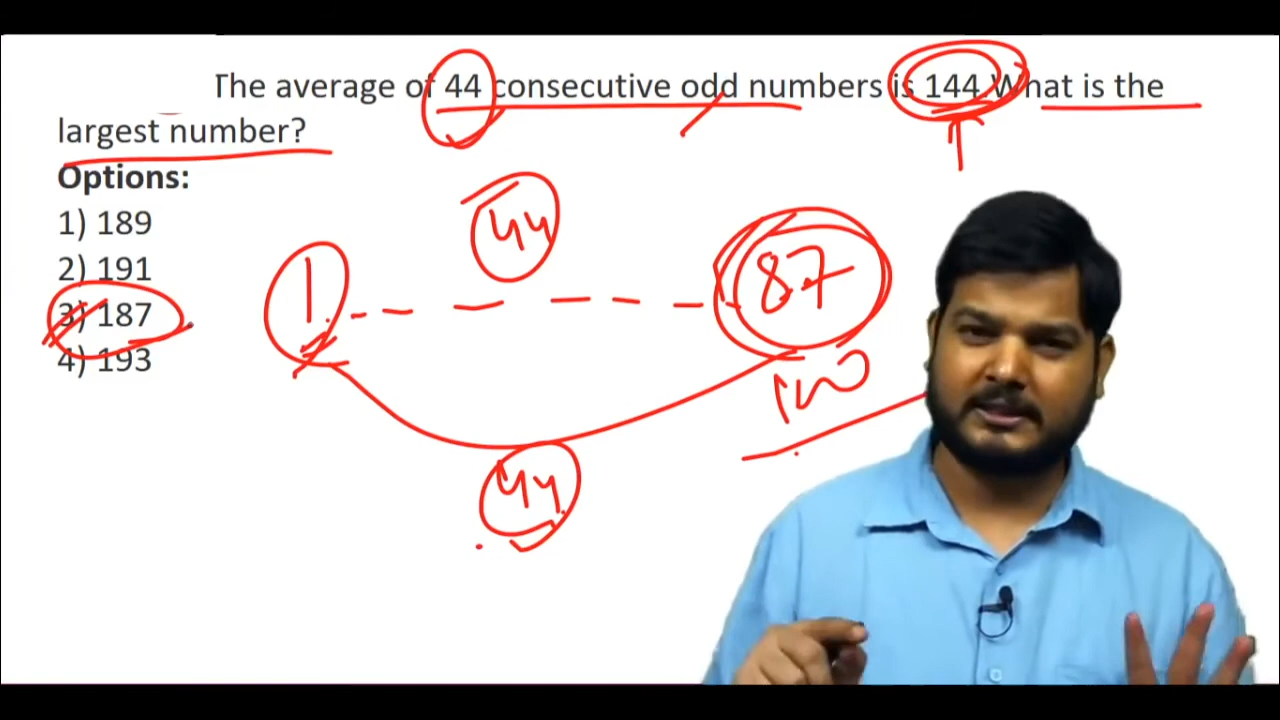 The average of 44 consecutive odd numbers is 144.What is the
largest number?
Options:
1) 189
2) 191
3) 187
4) 193
44
1
87
44